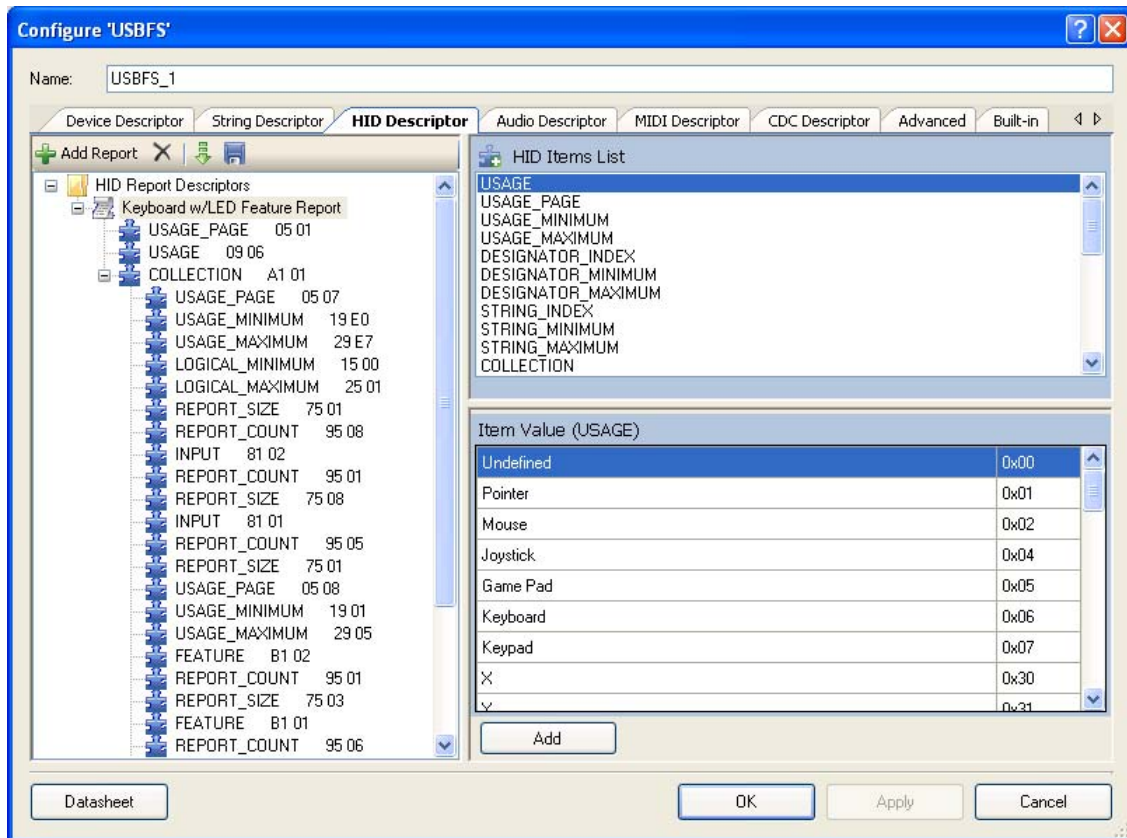 Configure 'USBFS'
Name: USBFS_1
Device Descriptor String Descriptor HID Descriptor Audio Descriptor MIDI Descriptor CDC Descriptor Advanced Built-in
Add Report
HID Report Descriptors
Keyboard w/LED Feature Report
USAGE_PAGE 05 01
USAGE 09 06
COLLECTION A1 01
USAGE_PAGE 05 07
USAGE_MINIMUM 19 E0
USAGE_MAXIMUM 29 E7
LOGICAL_MINIMUM 15 00
LOGICAL_MAXIMUM 25 01
REPORT_SIZE 75 01
REPORT_COUNT 95 08
INPUT 81 02
REPORT_COUNT 95 01
REPORT_SIZE 75 08
INPUT 81 01
REPORT_COUNT 95 05
REPORT_SIZE 75 01
USAGE_PAGE 05 08
USAGE_MINIMUM 19 01
USAGE_MAXIMUM 29 05
FEATURE B1 02
REPORT_COUNT 95 01
REPORT_SIZE 75 03
FEATURE B1 01
REPORT_COUNT 95 06
HID Items List
USAGE
USAGE_PAGE
USAGE_MINIMUM
USAGE_MAXIMUM
DESIGNATOR_INDEX
DESIGNATOR_MINIMUM
DESIGNATOR_MAXIMUM
STRING_INDEX
STRING_MINIMUM
STRING_MAXIMUM
COLLECTION
Item Value (USAGE)
Undefined 0x00
Pointer 0x01
Mouse 0x02
Joystick 0x04
Game Pad 0x05
Keyboard 0x06
Keypad 0x07
X 0x30
Y 0x31
Add
Datasheet OK Apply Cancel